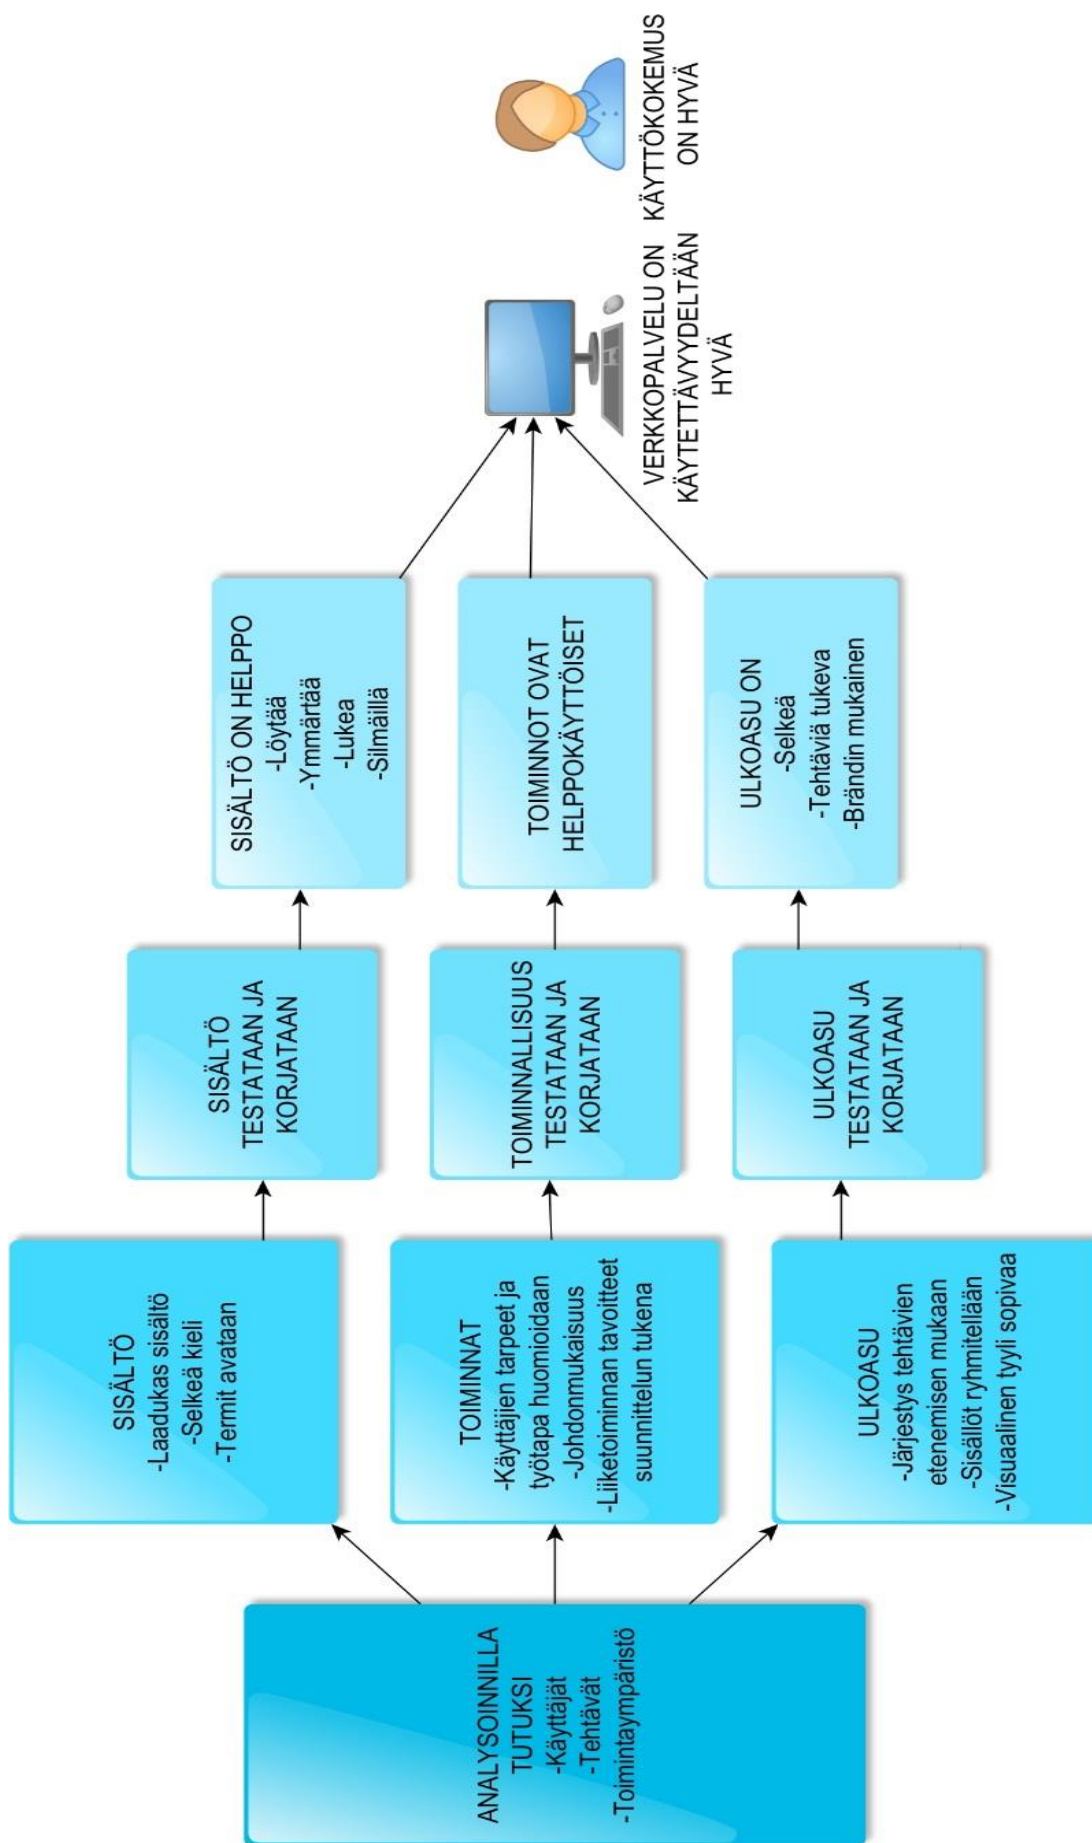 ANALYSOINNILLA
TUTUKSI
-Käyttäjät
-Tehtävät
-Toimintaympäristö
SISÄLTÖ
-Laadukas sisältö
-Selkeä kieli
-Termit avataan
TOIMINNAT
-Käyttäjien tarpeet ja
työtapa huomioidaan
-Johdonmukaisuus
-Liiketoiminnan tavoitteet
suunnittelun tukena
ULKOASU
-Järjestys tehtävien
etenemisen mukaan
-Sisällöt ryhmitellään
-Visuaalinen tyyli sopivaa
SISÄLTÖ
TESTATAAN JA
KORJATAAN
TOIMINNALLISUUS
TESTATAAN JA
KORJATAAN
ULKOASU
TESTATAAN JA
KORJATAAN
SISÄLTÖ ON HELPPO
-Löytää
-Ymmärtää
-Lukea
-Silmäillä
TOIMINNOT OVAT
HELPPOKÄYTTÖISET
ULKOASU ON
-Selkeä
-Tehtäviä tukeva
-Brändin mukainen
VERKKOPALVELU ON
KÄYTETTÄVYYDELTÄÄN
HYVÄ
KÄYTTÖKOKEMUS
ON HYVÄ